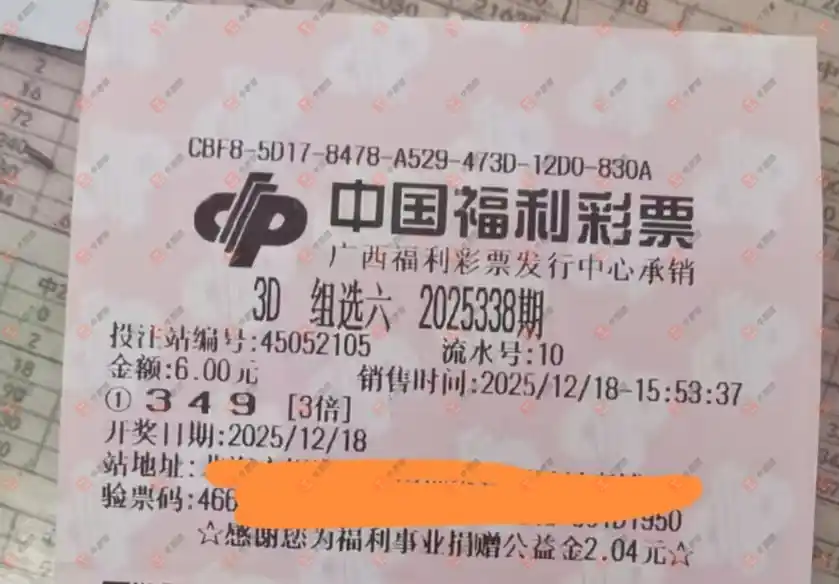 CBF8-5D17-8478-A529-473D-12D0-830A
中国福利彩票
广西福利彩票发行中心承销
3D 组选六 2025338期
投注站编号:45052105 流水号:10
金额:6.00元 销售时间:2025/12/18-15:53:37
① 3 4 9 [3倍]
开奖日期:2025/12/18
站地址:
验票码:466
☆感谢您为福利事业捐赠公益金2.04元☆